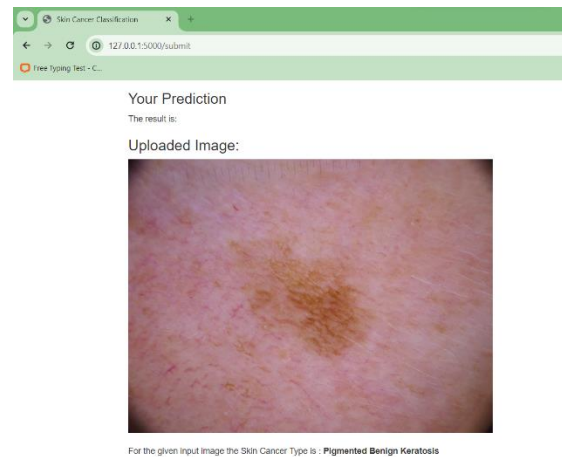 Skin Cancer Classification
127.0.0.1:5000/submit
Free Typing Test - C...
Your Prediction
The result is:
Uploaded Image:
For the given input image the Skin Cancer Type is : Pigmented Benign Keratosis